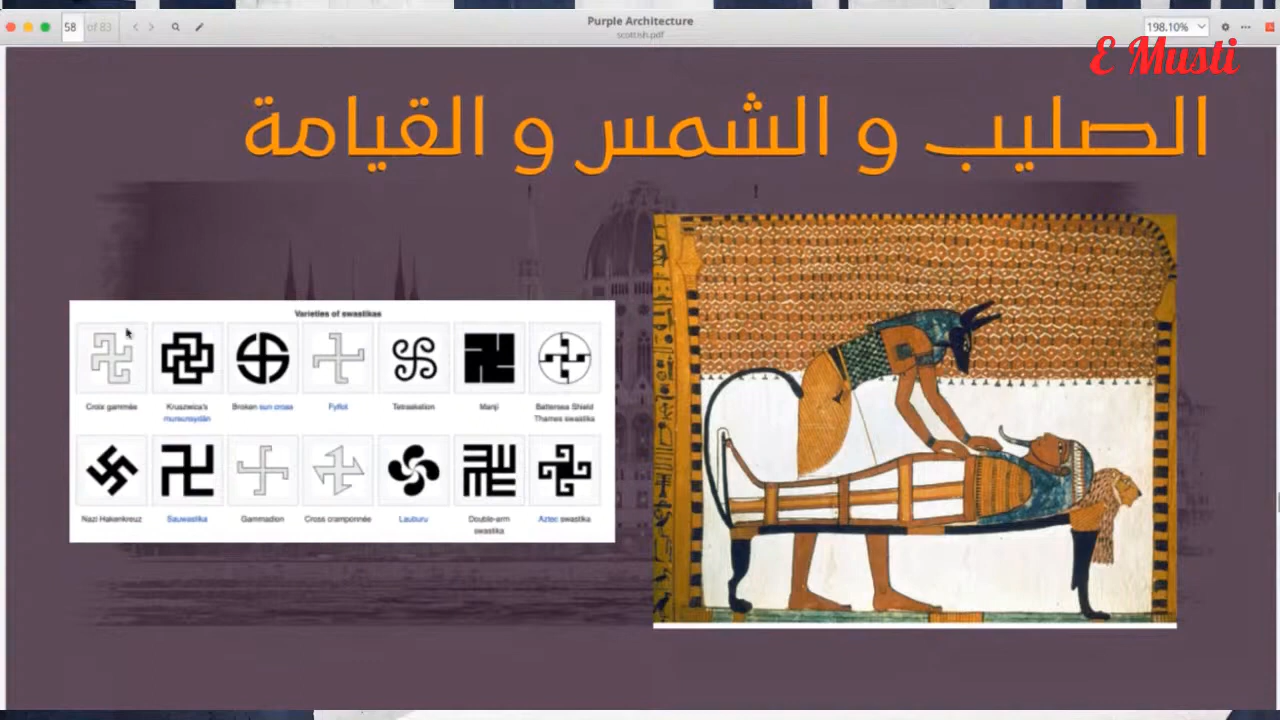 58 of 83
Purple Architecture
scottish.pdf
198.10%
E Musti
الصليب و الشمس و القيامة
Varieties of swastikas
Croix gammée
Kruszwica's mursunsydän
Broken sun cross
Fylfot
Tetraskelion
Manji
Battersea Shield Thames swastika
Nazi Hakenkreuz
Sauwastika
Gammadion
Cross cramponnée
Lauburu
Double-arm swastika
Aztec swastika